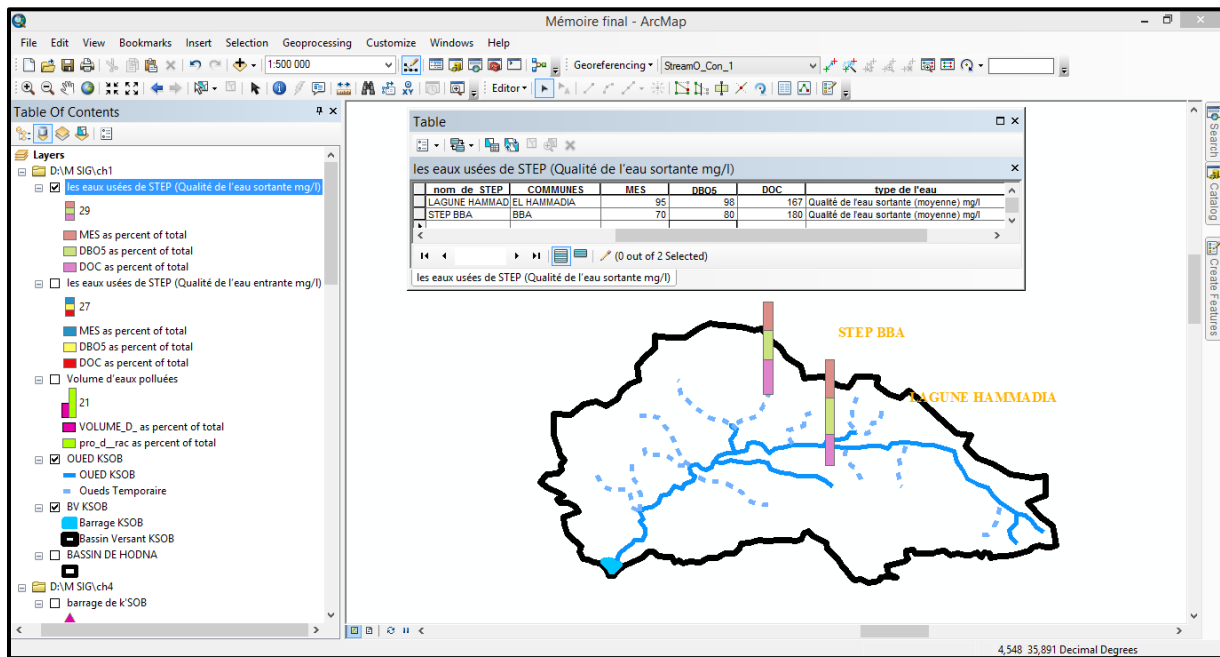 Mémoire final - ArcMap
File Edit View Bookmarks Insert Selection Geoprocessing Customize Windows Help
1:500 000
Georeferencing
StreamO_Con_1
Editor
Table Of Contents
Layers
D:\M SIG\ch1
les eaux usées de STEP (Qualité de l'eau sortante mg/l)
29
MES as percent of total
DBO5 as percent of total
DOC as percent of total
les eaux usées de STEP (Qualité de l'eau entrante mg/l)
27
MES as percent of total
DBO5 as percent of total
DOC as percent of total
Volume d'eaux polluées
21
VOLUME_D_ as percent of total
pro_d_rac as percent of total
OUED KSOB
OUED KSOB
Oueds Temporaire
BV KSOB
Barrage KSOB
Bassin Versant KSOB
BASSIN DE HODNA
D:\M SIG\ch4
barrage de k'SOB
Table
les eaux usées de STEP (Qualité de l'eau sortante mg/l)
nom de STEP COMMUNES MES DBO5 DOC type de l'eau
LAGUNE HAMMAD EL HAMMADIA 95 98 167 Qualité de l'eau sortante (moyenne) mg/l
STEP BBA BBA 70 80 180 Qualité de l'eau sortante (moyenne) mg/l
(0 out of 2 Selected)
les eaux usées de STEP (Qualité de l'eau sortante mg/l)
STEP BBA
LAGUNE HAMMADIA
Search
Catalog
Create Features
4,548 35,891 Decimal Degrees